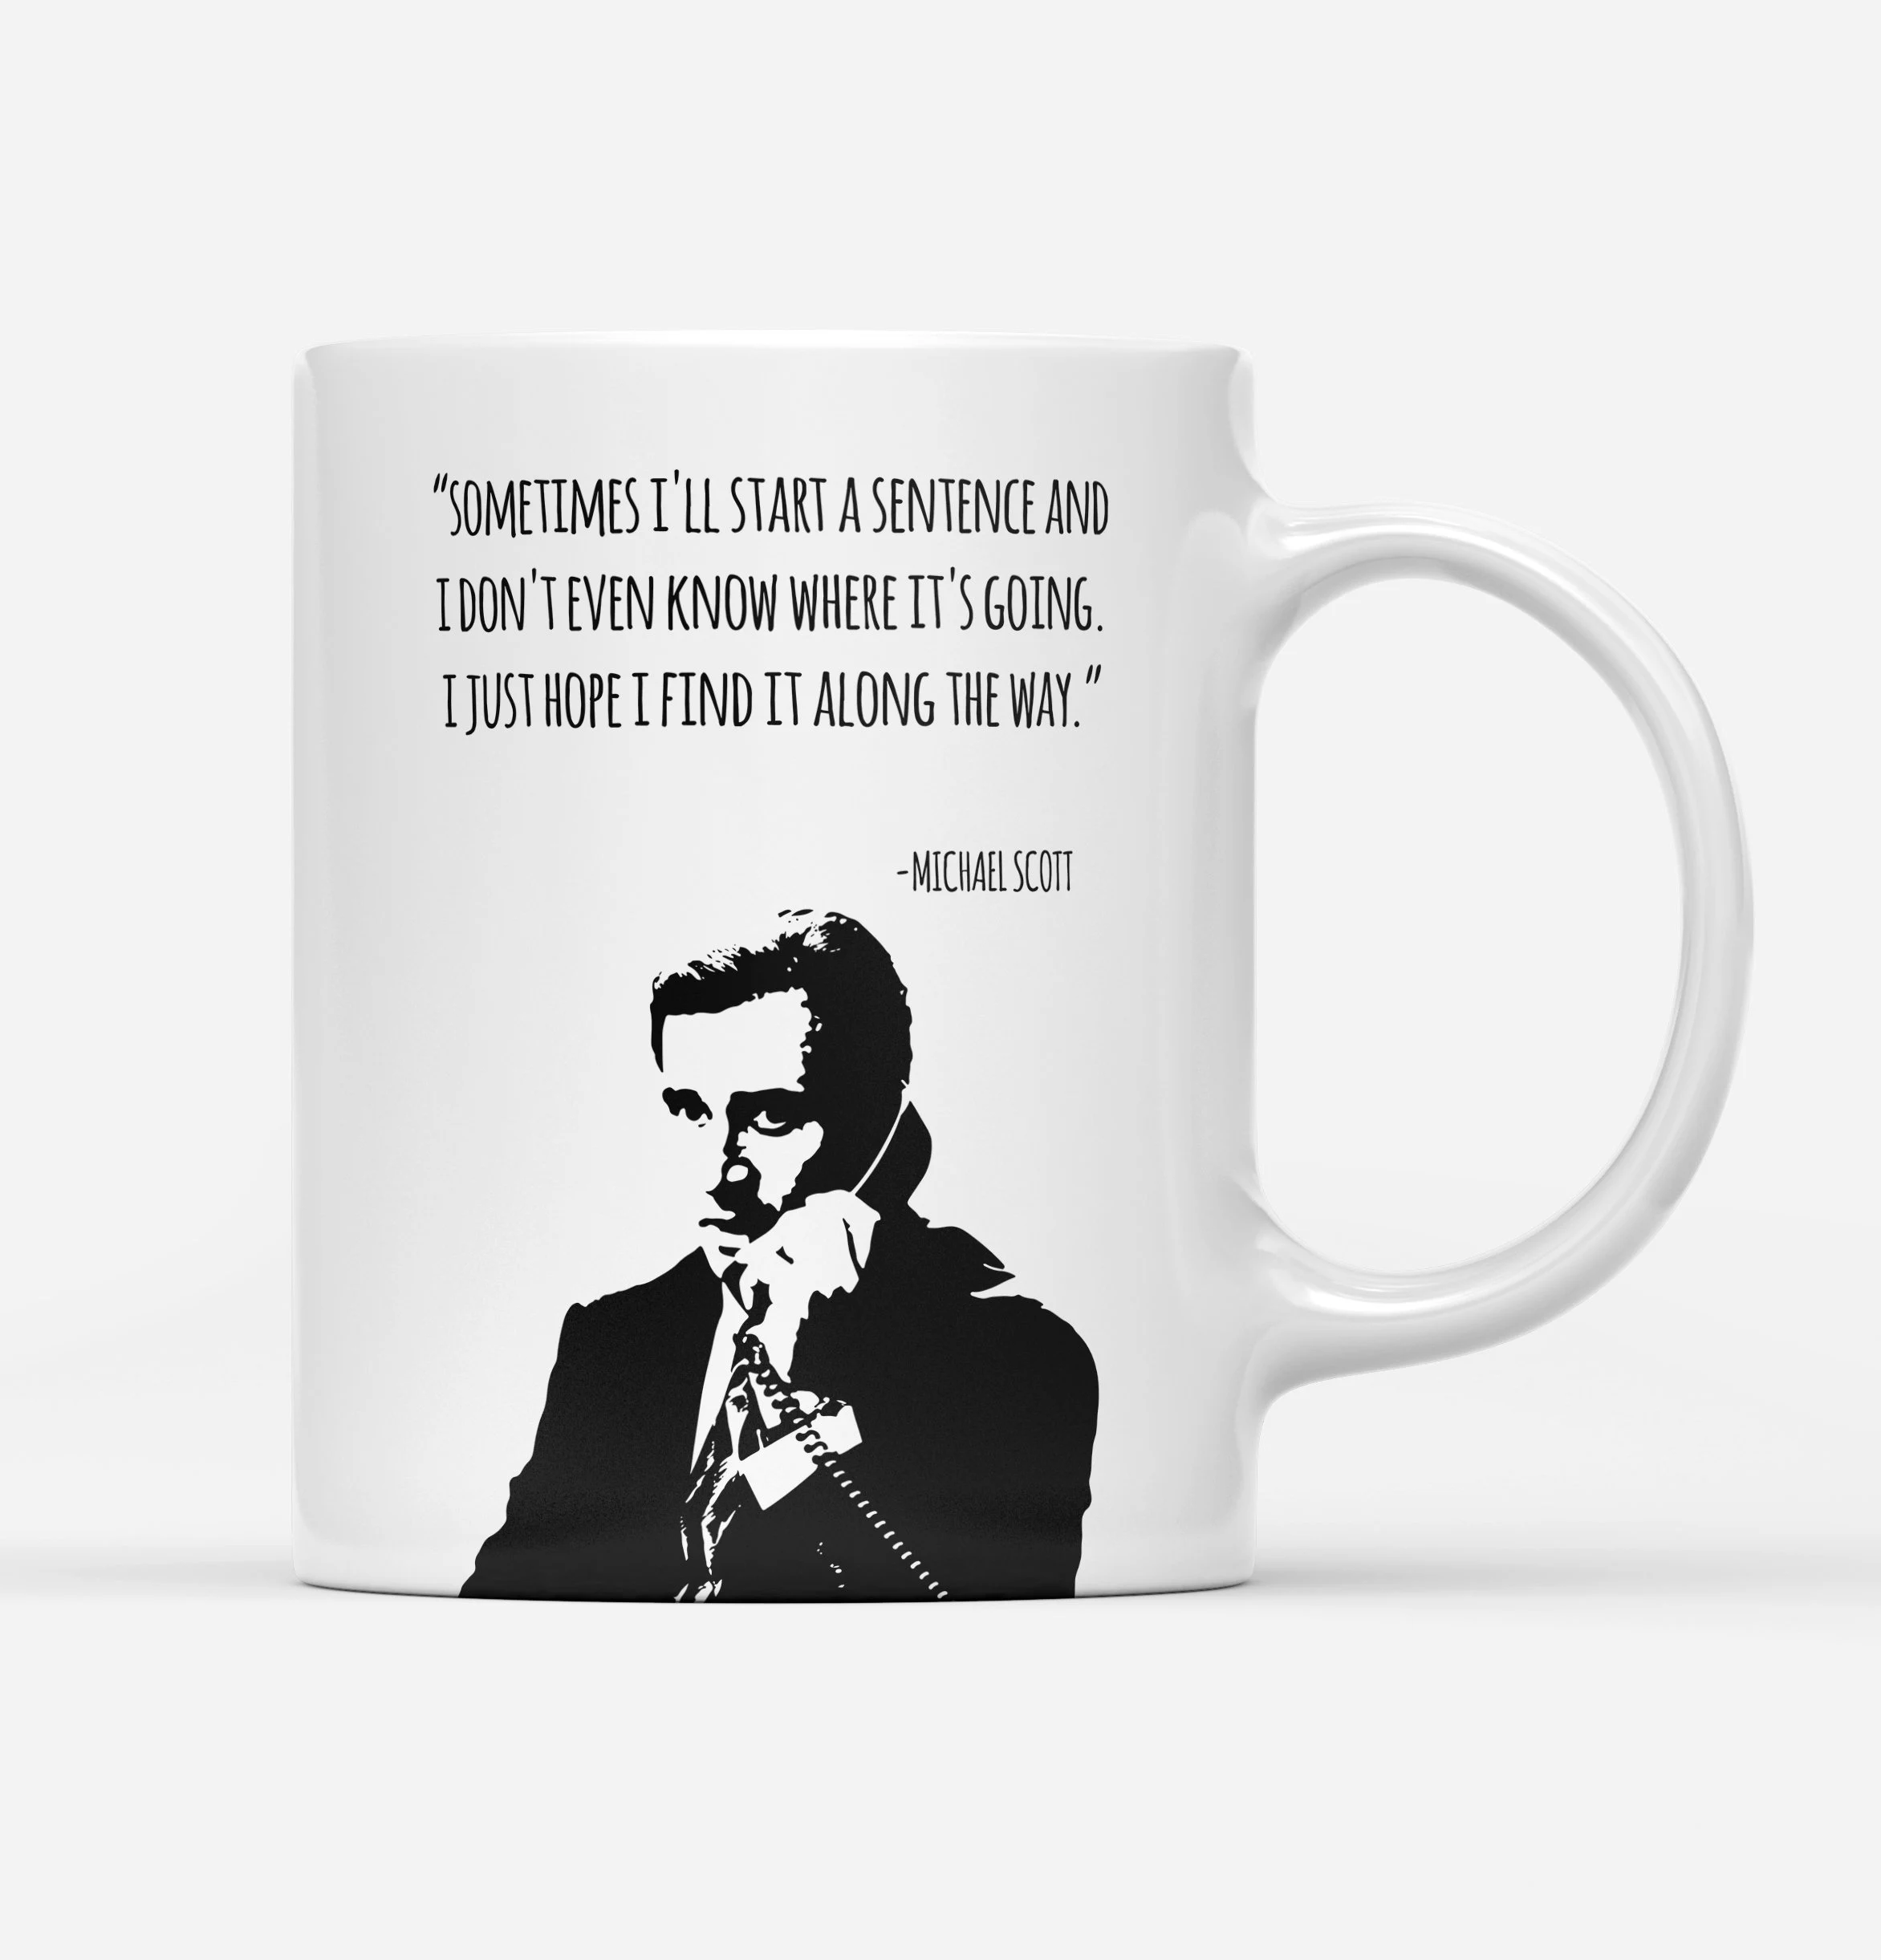 "SOMETIMES I'LL START A SENTENCE AND
I DON'T EVEN KNOW WHERE IT'S GOING.
I JUST HOPE I FIND IT ALONG THE WAY."
-MICHAEL SCOTT